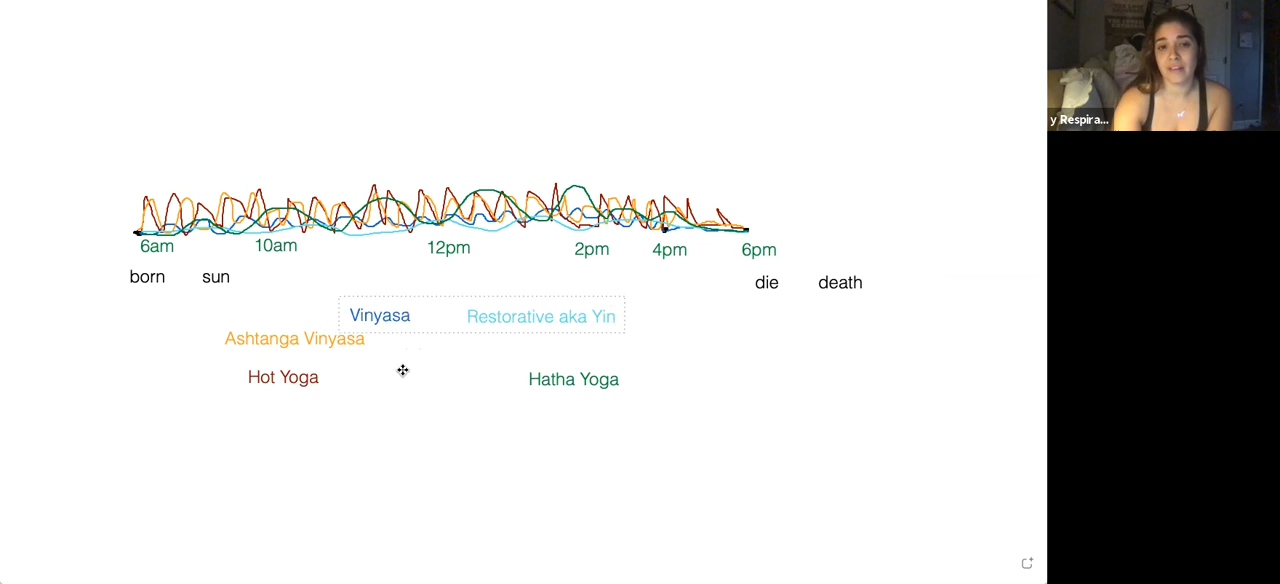 y Respira...
6am 10am 12pm 2pm 4pm 6pm
born sun die death
Vinyasa Restorative aka Yin
Ashtanga Vinyasa
Hot Yoga Hatha Yoga